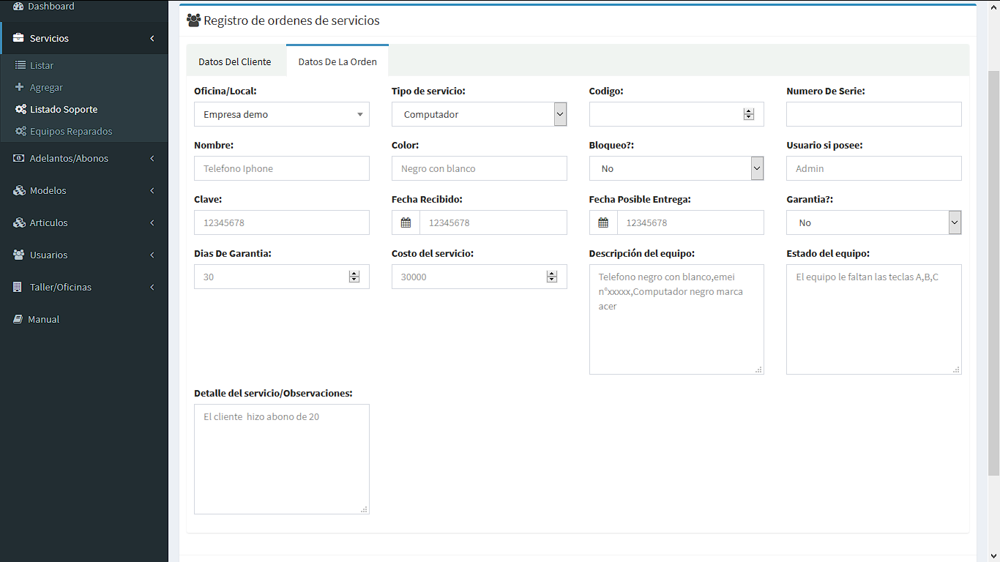 Dashboard
Servicios
Listar
Agregar
Listado Soporte
Equipos Reparados
Adelantos/Abonos
Modelos
Articulos
Usuarios
Taller/Oficinas
Manual
Registro de ordenes de servicios
Datos Del Cliente
Datos De La Orden
Oficina/Local:
Empresa demo
Tipo de servicio:
Computador
Codigo:
Numero De Serie:
Nombre:
Telefono Iphone
Color:
Negro con blanco
Bloqueo?:
No
Usuario si posee:
Admin
Clave:
12345678
Fecha Recibido:
12345678
Fecha Posible Entrega:
12345678
Garantia?:
No
Dias De Garantia:
30
Costo del servicio:
30000
Descripción del equipo:
Telefono negro con blanco,emei
n°xxxxx,Computador negro marca
acer
Estado del equipo:
El equipo le faltan las teclas A,B,C
Detalle del servicio/Observaciones:
El cliente  hizo abono de 20